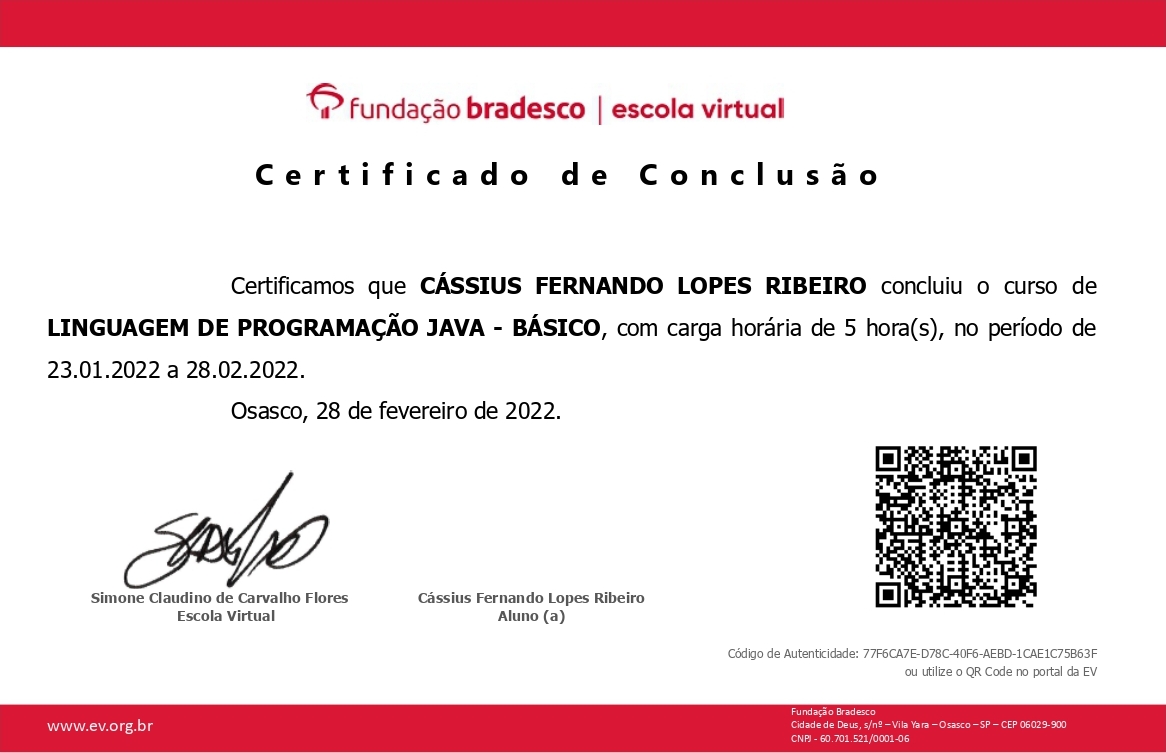 fundação bradesco | escola virtual
Certificado de Conclusão
Certificamos que CÁSSIUS FERNANDO LOPES RIBEIRO concluiu o curso de
LINGUAGEM DE PROGRAMAÇÃO JAVA - BÁSICO, com carga horária de 5 hora(s), no período de
23.01.2022 a 28.02.2022.
Osasco, 28 de fevereiro de 2022.
Simone Claudino de Carvalho Flores
Escola Virtual
Cássius Fernando Lopes Ribeiro
Aluno (a)
Código de Autenticidade: 77F6CA7E-D78C-40F6-AEBD-1CAE1C75B63F
ou utilize o QR Code no portal da EV
www.ev.org.br
Fundação Bradesco
Cidade de Deus, s/nº – Vila Yara – Osasco – SP – CEP 06029-900
CNPJ - 60.701.521/0001-06